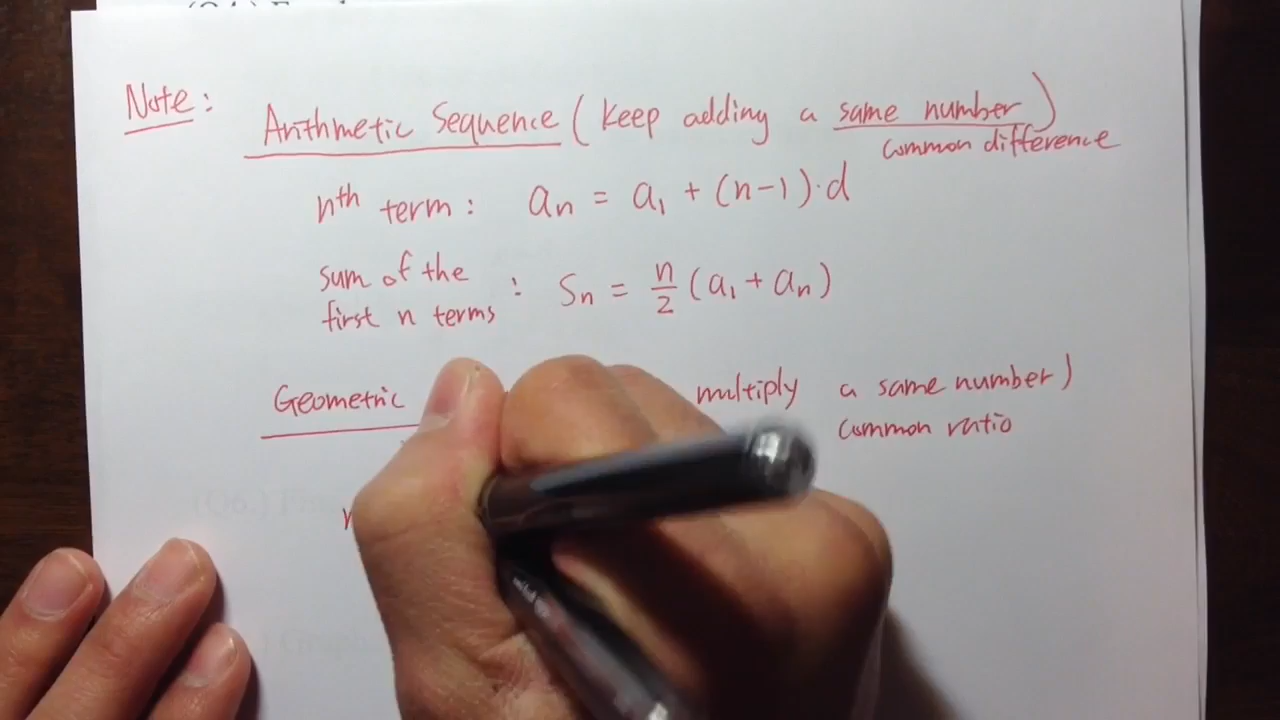 Note:
Arithmetic Sequence (keep adding a same number)
common difference
nth term: an = a1 + (n-1)·d
sum of the first n terms : Sn = n/2 (a1 + an)
Geometric multiply a same number)
common ratio